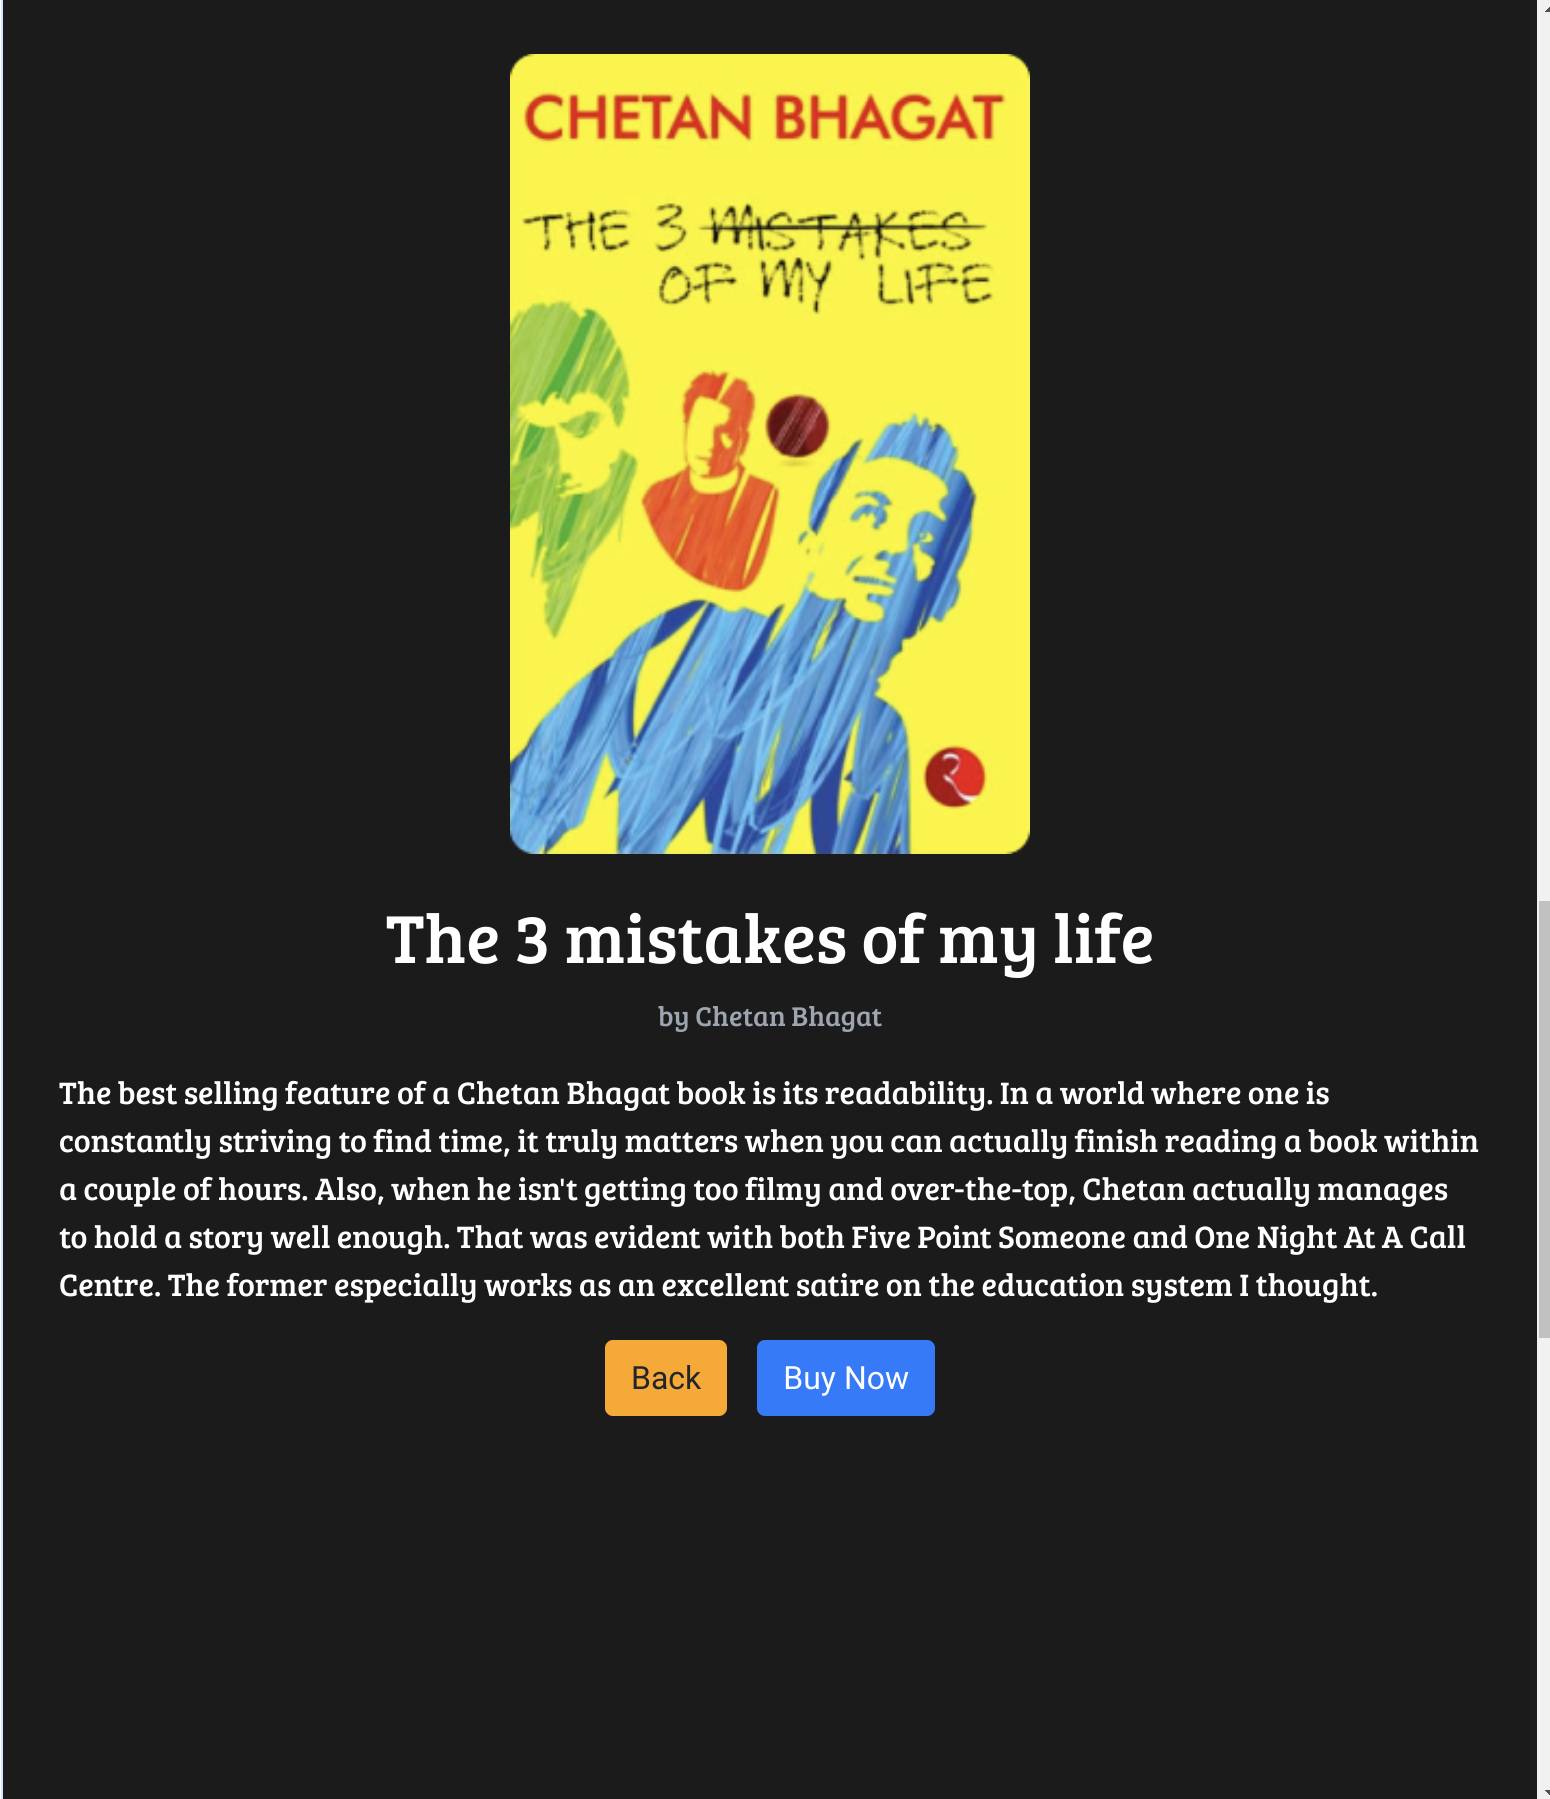 CHETAN BHAGAT
THE 3 MISTAKES
OF MY LIFE
The 3 mistakes of my life
by Chetan Bhagat
The best selling feature of a Chetan Bhagat book is its readability. In a world where one is
constantly striving to find time, it truly matters when you can actually finish reading a book within
a couple of hours. Also, when he isn't getting too filmy and over-the-top, Chetan actually manages
to hold a story well enough. That was evident with both Five Point Someone and One Night At A Call
Centre. The former especially works as an excellent satire on the education system I thought.
Back Buy Now